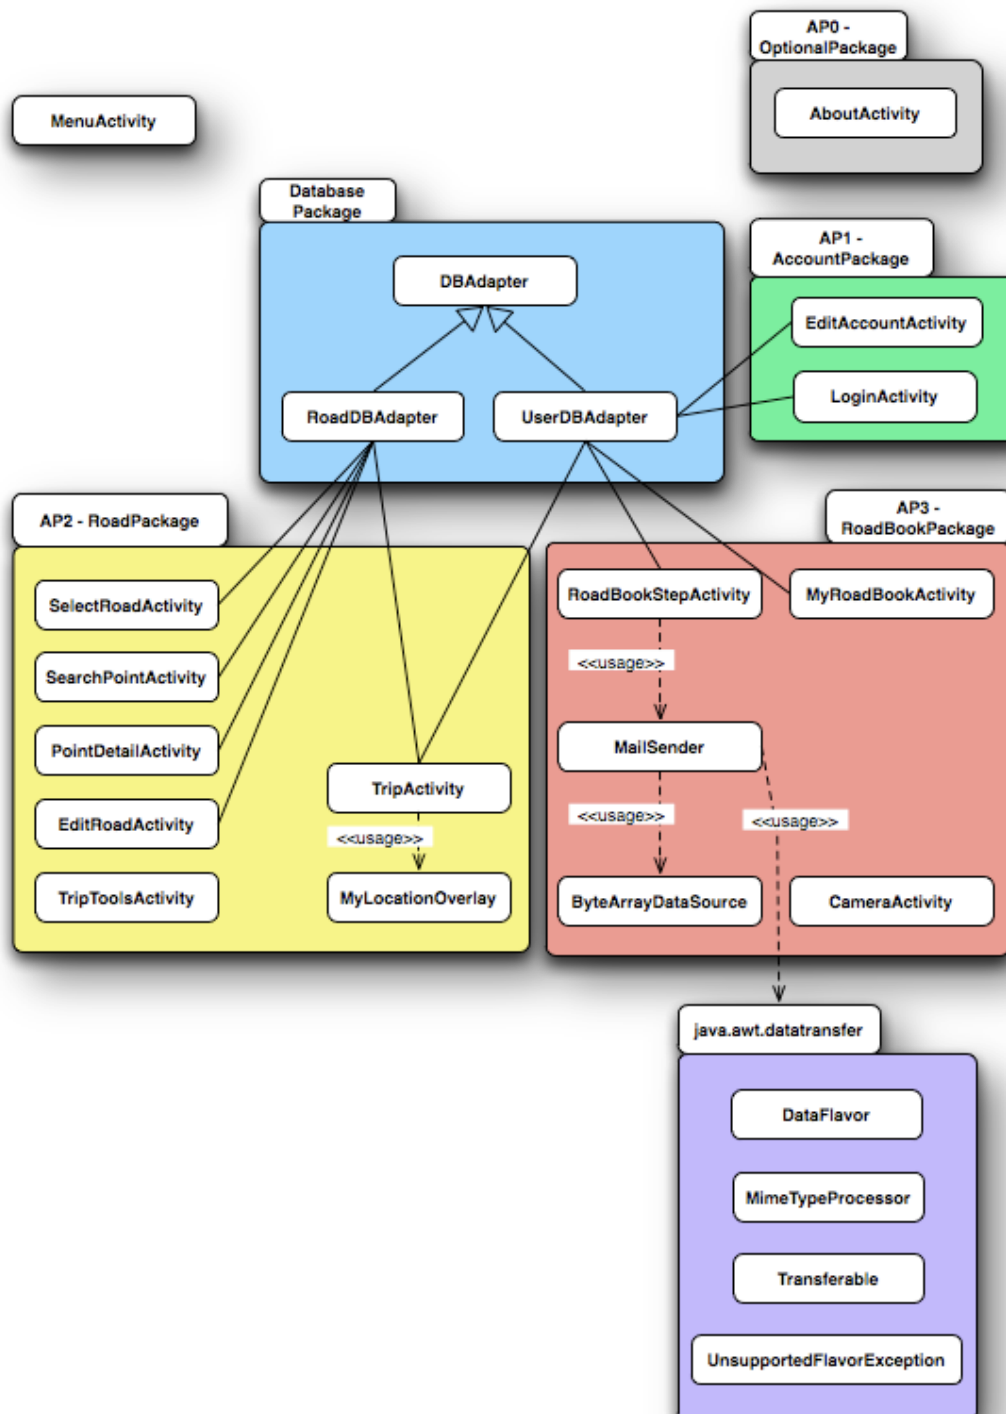 AP0 -
OptionalPackage
AboutActivity
MenuActivity
Database
Package
DBAdapter
RoadDBAdapter
UserDBAdapter
AP1 -
AccountPackage
EditAccountActivity
LoginActivity
AP2 - RoadPackage
SelectRoadActivity
SearchPointActivity
PointDetailActivity
EditRoadActivity
TripToolsActivity
TripActivity
<<usage>>
MyLocationOverlay
AP3 -
RoadBookPackage
RoadBookStepActivity
MyRoadBookActivity
<<usage>>
MailSender
<<usage>>
<<usage>>
ByteArrayDataSource
CameraActivity
java.awt.datatransfer
DataFlavor
MimeTypeProcessor
Transferable
UnsupportedFlavorException